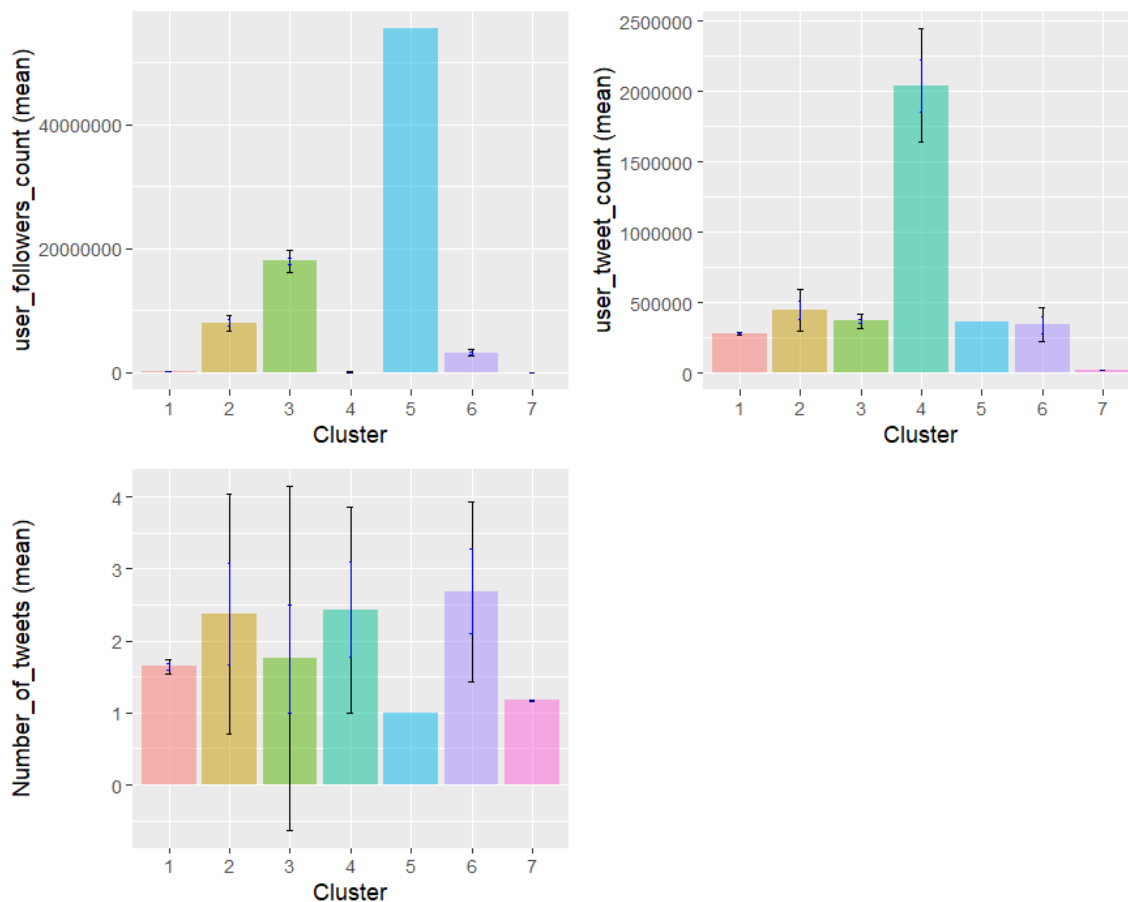 user_followers_count (mean)
40000000
20000000
0
1 2 3 4 5 6 7
Cluster
user_tweet_count (mean)
2500000
2000000
1500000
1000000
500000
0
1 2 3 4 5 6 7
Cluster
Number_of_tweets (mean)
4
3
2
1
0
1 2 3 4 5 6 7
Cluster